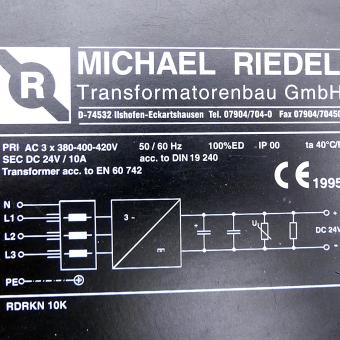 R
MICHAEL RIEDEL
Transformatorenbau GmbH
D-74532 Ilshofen-Eckartshausen Tel. 07904/704-0 Fax 07904/70450
PRI AC 3 x 380-400-420V 50 / 60 Hz 100%ED IP 00 ta 40°C/
SEC DC 24V / 10A acc. to DIN 19 240
Transformer acc. to EN 60 742
CE 1995
N
L1
L2
L3
PE
3~
U
+
DC 24V
-
RDRKN 10K